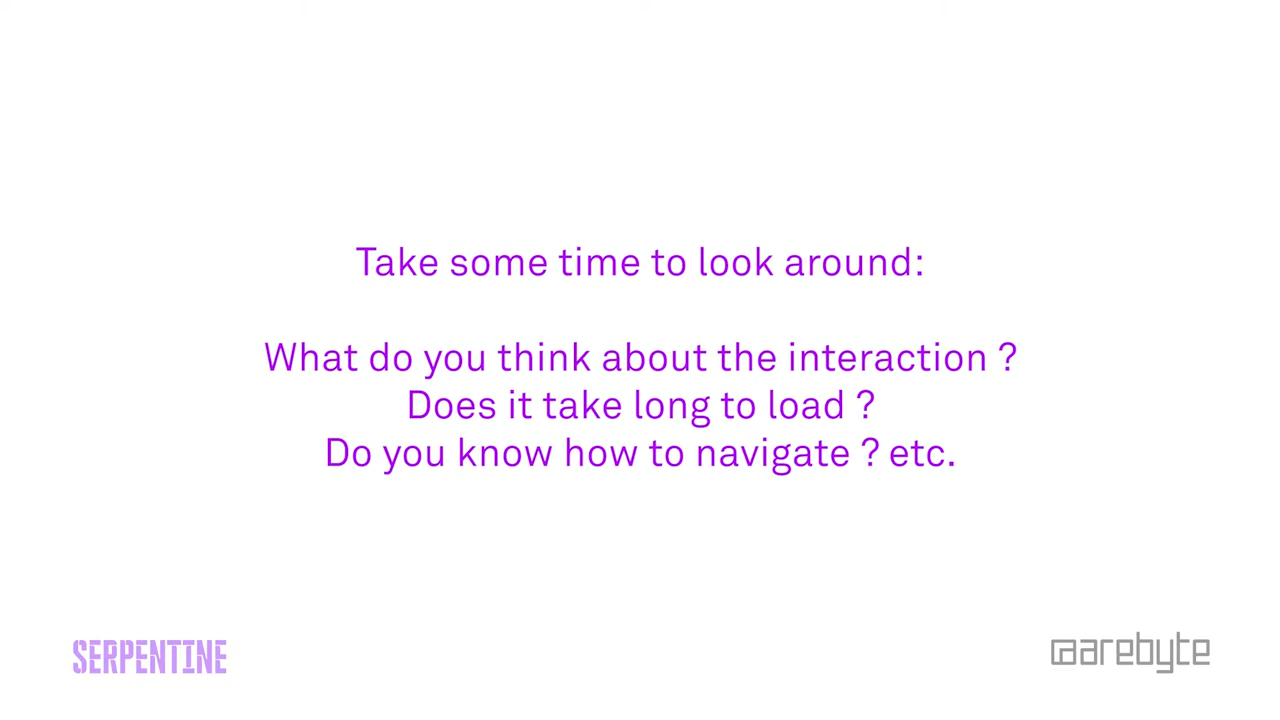 Take some time to look around:
What do you think about the interaction ?
Does it take long to load ?
Do you know how to navigate ? etc.
SERPENTINE
arebyte